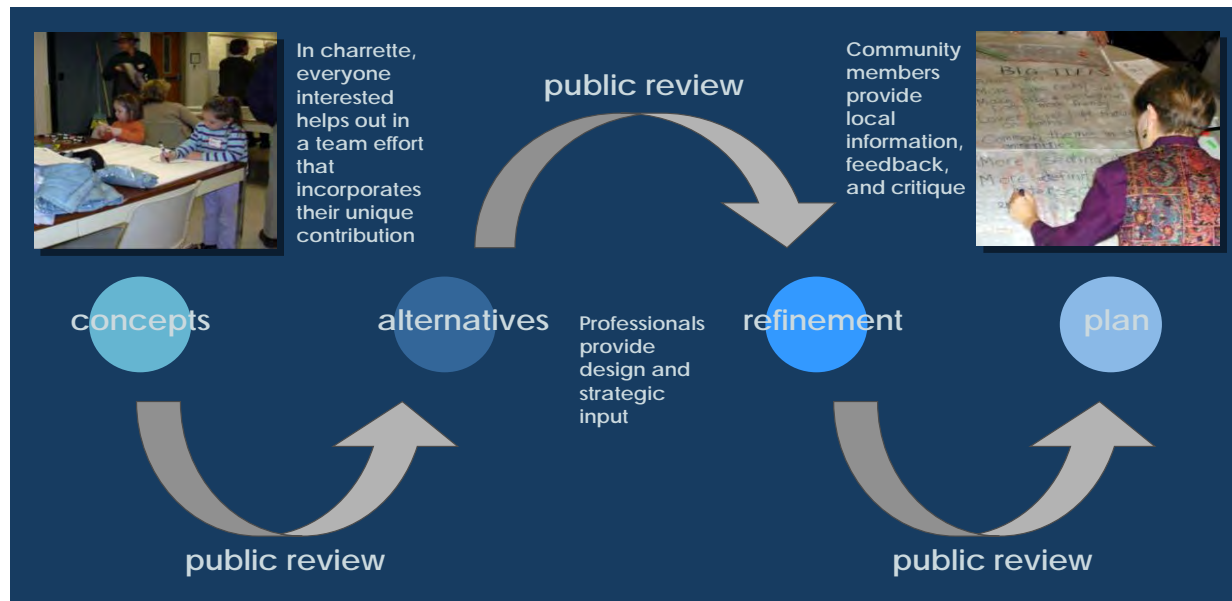 In charrette,
everyone
interested
helps out in
a team effort
that
incorporates
their unique
contribution
public review
Community
members
provide
local
information,
feedback,
and critique
BIG IDEAS
concepts
alternatives
Professionals
provide
design and
strategic
input
refinement
plan
public review
public review